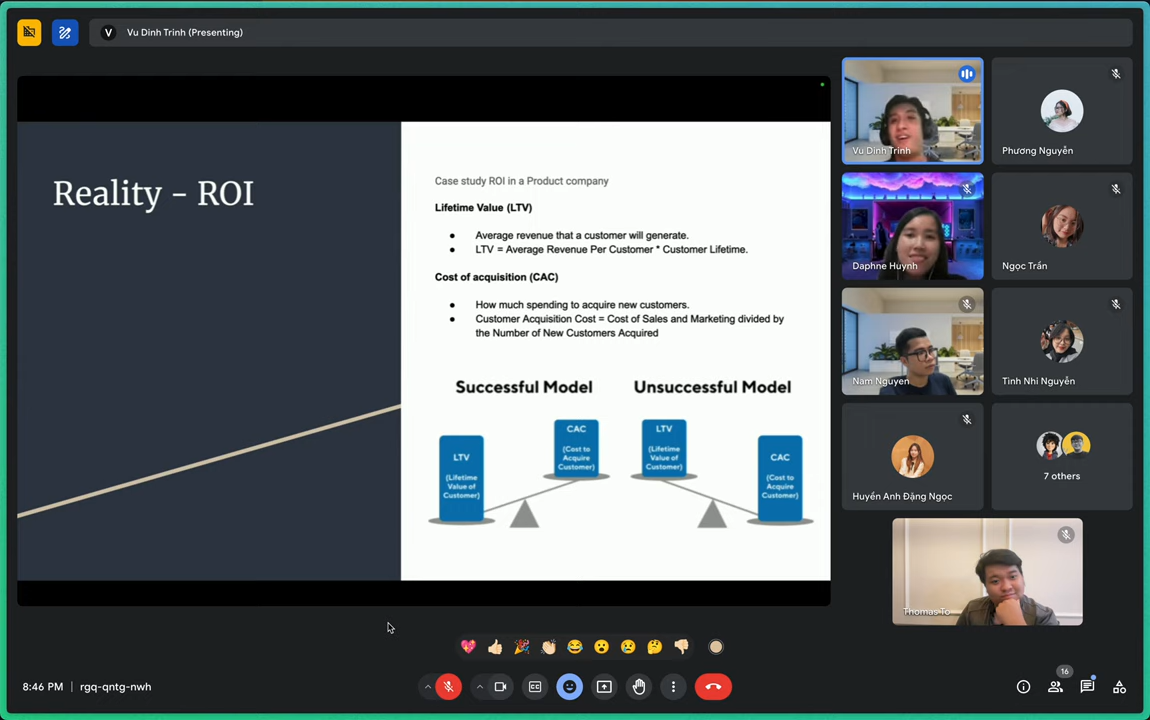 V Vu Dinh Trinh (Presenting)
Reality - ROI
Case study ROI in a Product company
Lifetime Value (LTV)
● Average revenue that a customer will generate.
● LTV = Average Revenue Per Customer * Customer Lifetime.
Cost of acquisition (CAC)
● How much spending to acquire new customers.
● Customer Acquisition Cost = Cost of Sales and Marketing divided by
the Number of New Customers Acquired
Successful Model
LTV
(Lifetime
Value of
Customer)
CAC
(Cost to
Acquire
Customer)
Unsuccessful Model
LTV
(Lifetime
Value of
Customer)
CAC
(Cost to
Acquire
Customer)
Vu Dinh Trinh
Phương Nguyễn
Daphne Huynh
Ngọc Trần
Nam Nguyen
Tình Nhi Nguyễn
Huyền Anh Đặng Ngọc
7 others
Thomas To
8:46 PM | rgq-qntg-nwh
CC
16